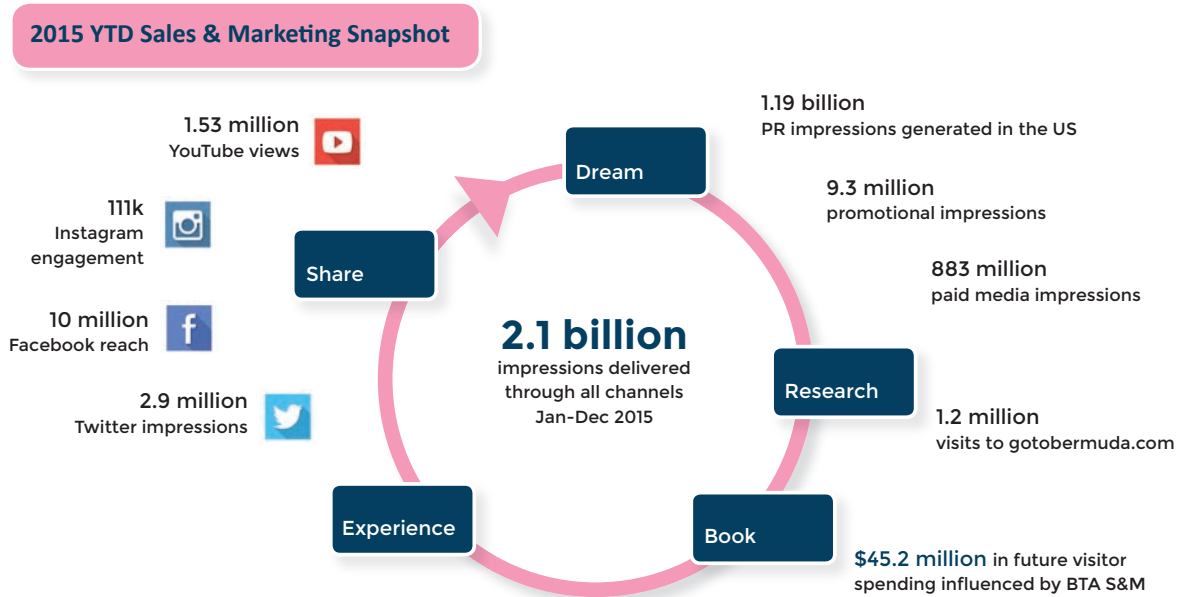 2015 YTD Sales & Marketing Snapshot
1.53 million
YouTube views
111k
Instagram
engagement
10 million
Facebook reach
2.9 million
Twitter impressions
Dream
Share
Research
Experience
Book
2.1 billion
impressions delivered
through all channels
Jan-Dec 2015
1.19 billion
PR impressions generated in the US
9.3 million
promotional impressions
883 million
paid media impressions
1.2 million
visits to gotobermuda.com
$45.2 million in future visitor
spending influenced by BTA S&M